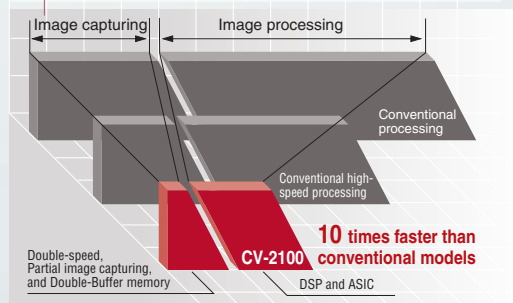 Image capturing Image processing
Conventional
processing
Conventional high-
speed processing
CV-2100
10 times faster than
conventional models
Double-speed,
Partial image capturing,
and Double-Buffer memory
DSP and ASIC